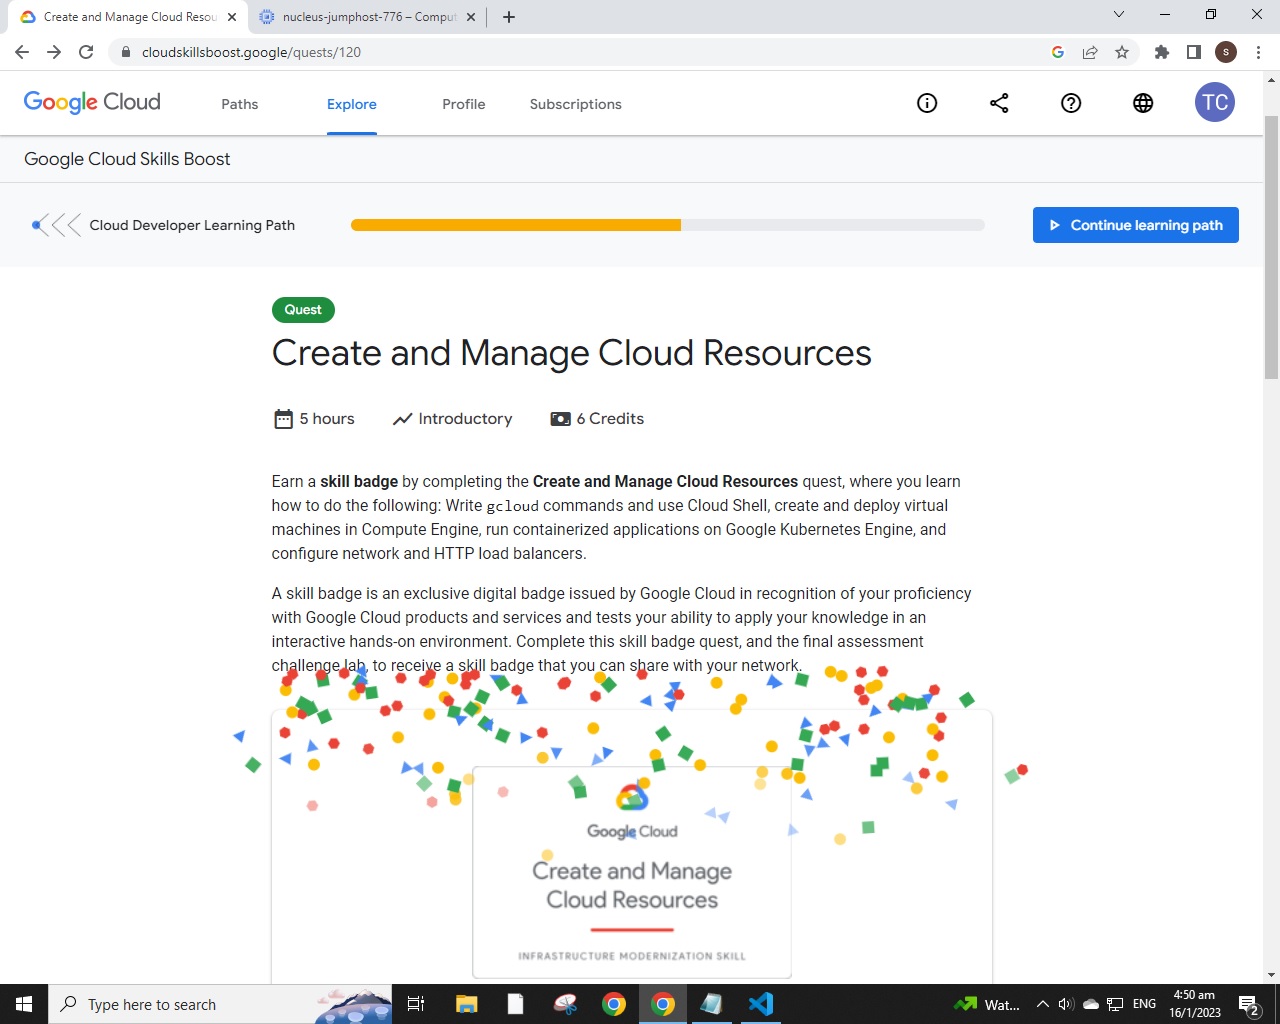 Create and Manage Cloud Resou
nucleus-jumphost-776 – Comput
cloudskillsboost.google/quests/120
S
Google Cloud
Paths
Explore
Profile
Subscriptions
TC
Google Cloud Skills Boost
Cloud Developer Learning Path
Continue learning path
Quest
Create and Manage Cloud Resources
5 hours
Introductory
6 Credits
Earn a skill badge by completing the Create and Manage Cloud Resources quest, where you learn
how to do the following: Write gcloud commands and use Cloud Shell, create and deploy virtual
machines in Compute Engine, run containerized applications on Google Kubernetes Engine, and
configure network and HTTP load balancers.
A skill badge is an exclusive digital badge issued by Google Cloud in recognition of your proficiency
with Google Cloud products and services and tests your ability to apply your knowledge in an
interactive hands-on environment. Complete this skill badge quest, and the final assessment
challenge lab, to receive a skill badge that you can share with your network.
Google Cloud
Create and Manage
Cloud Resources
INFRASTRUCTURE MODERNIZATION SKILL
Type here to search
Wat...
ENG
4:50 am
16/1/2023
2